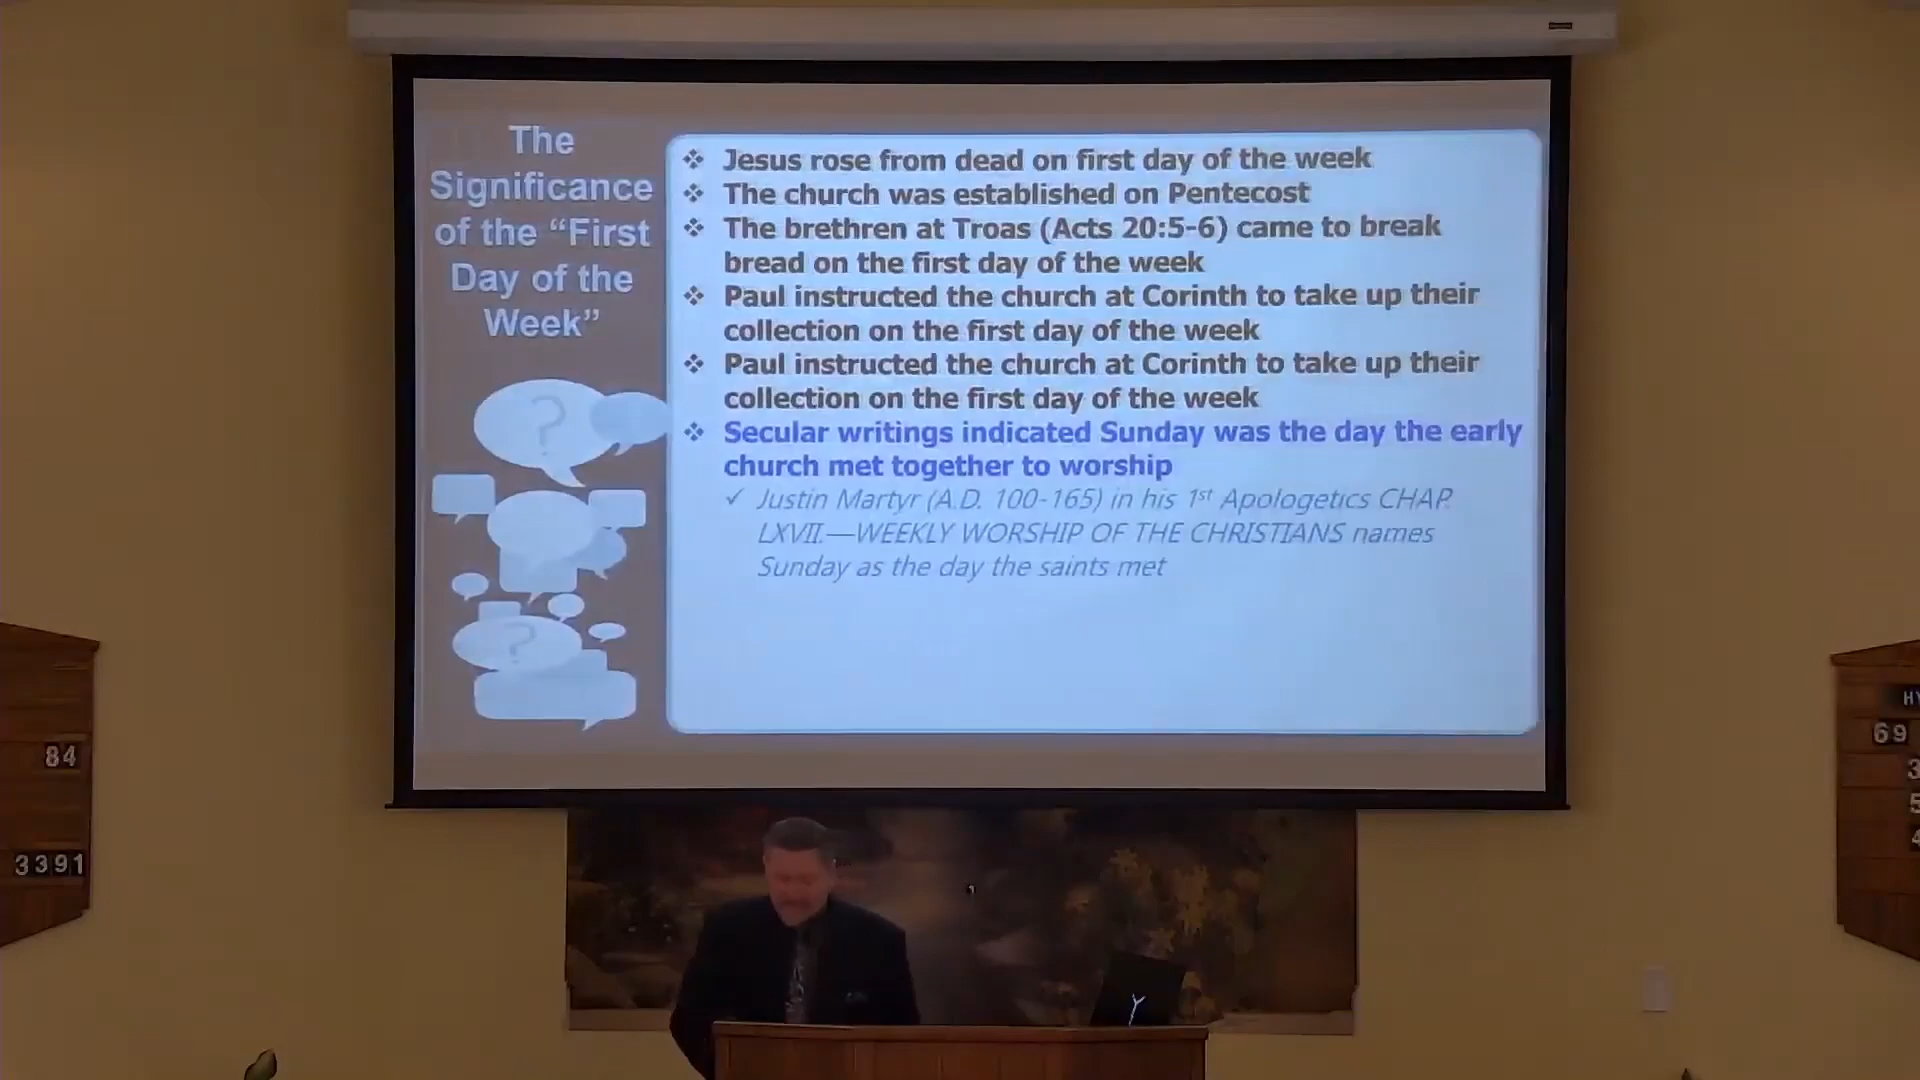 The
Significance
of the “First
Day of the
Week”
Jesus rose from dead on first day of the week
The church was established on Pentecost
The brethren at Troas (Acts 20:5-6) came to break
bread on the first day of the week
Paul instructed the church at Corinth to take up their
collection on the first day of the week
Paul instructed the church at Corinth to take up their
collection on the first day of the week
Secular writings indicated Sunday was the day the early
church met together to worship
Justin Martyr (A.D. 100-165) in his 1st Apologetics CHAP.
LXVII.—WEEKLY WORSHIP OF THE CHRISTIANS names
Sunday as the day the saints met
?
?
84
3391
69